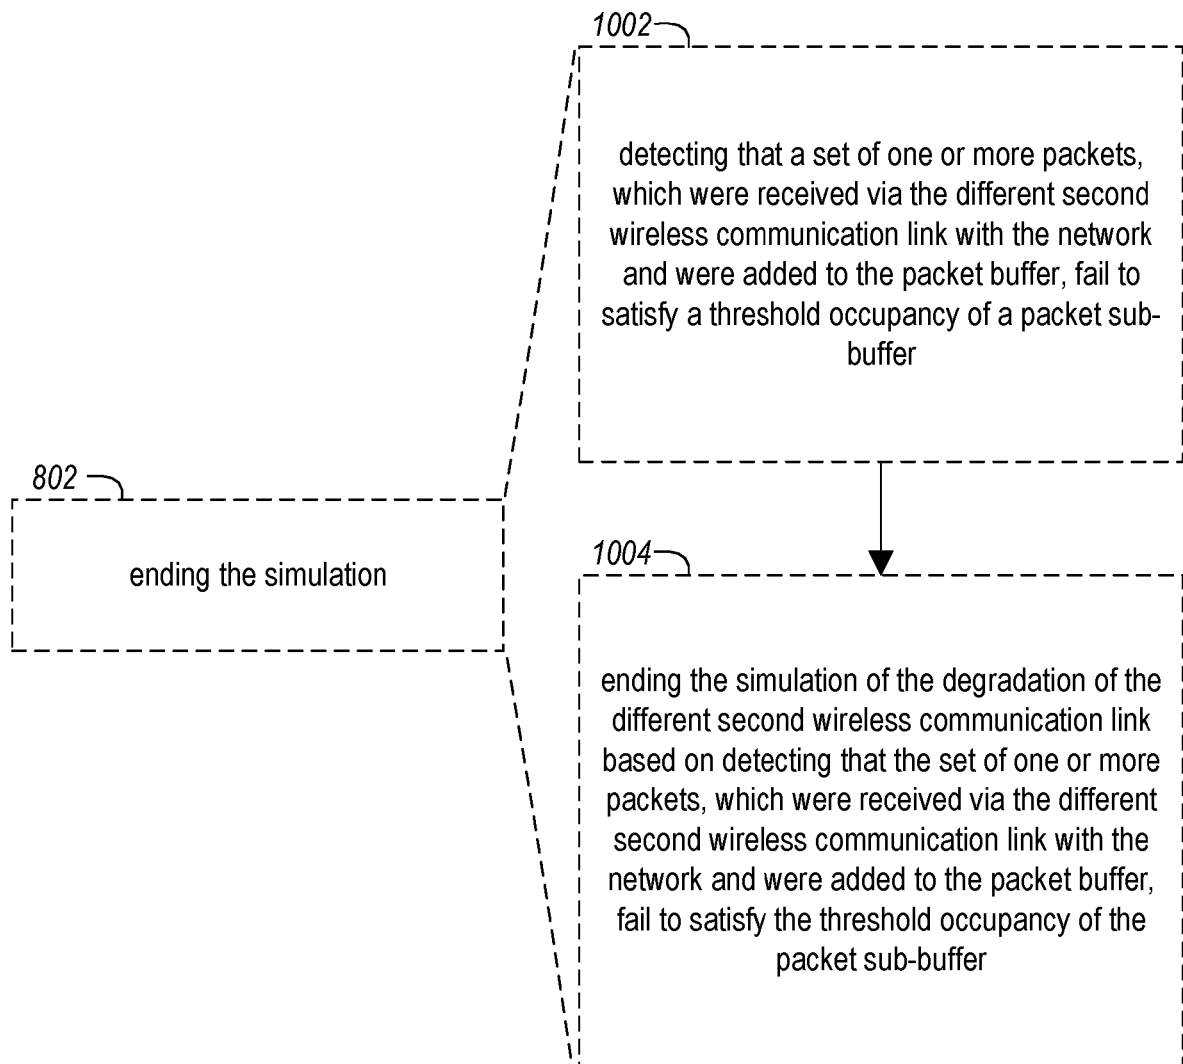 1002
detecting that a set of one or more packets,
which were received via the different second
wireless communication link with the network
and were added to the packet buffer, fail to
satisfy a threshold occupancy of a packet sub-
buffer
802
ending the simulation
1004
ending the simulation of the degradation of the
different second wireless communication link
based on detecting that the set of one or more
packets, which were received via the different
second wireless communication link with the
network and were added to the packet buffer,
fail to satisfy the threshold occupancy of the
packet sub-buffer